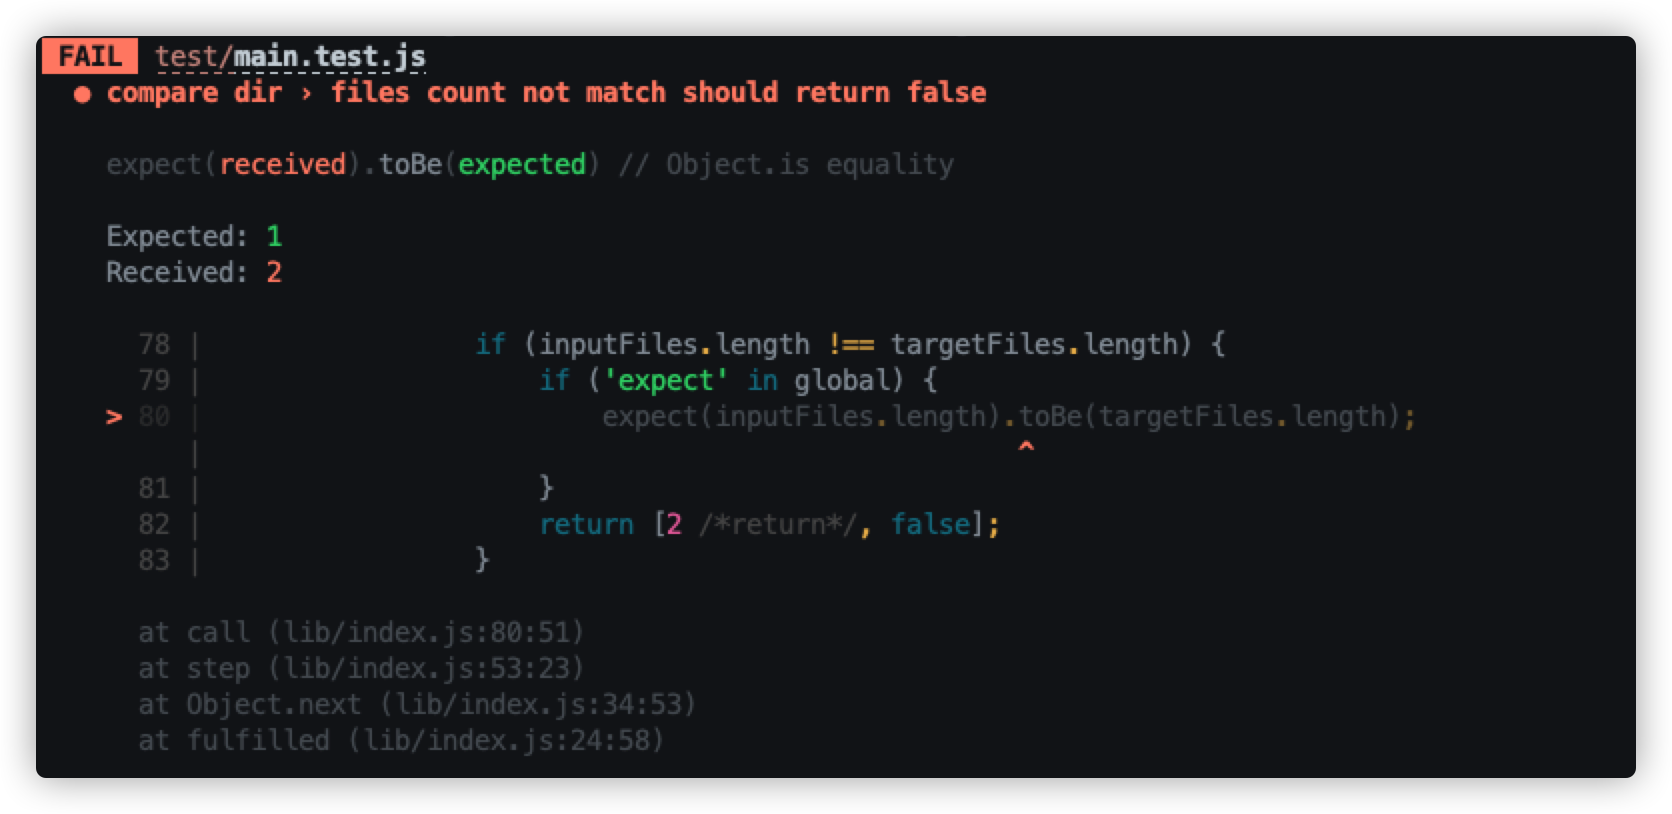 FAIL test/main.test.js
● compare dir › files count not match should return false
expect(received).toBe(expected) // Object.is equality
Expected: 1
Received: 2
78 | if (inputFiles.length !== targetFiles.length) {
79 | if ('expect' in global) {
> 80 | expect(inputFiles.length).toBe(targetFiles.length);
| ^
81 | }
82 | return [2 /*return*/, false];
83 | }
at call (lib/index.js:80:51)
at step (lib/index.js:53:23)
at Object.next (lib/index.js:34:53)
at fulfilled (lib/index.js:24:58)